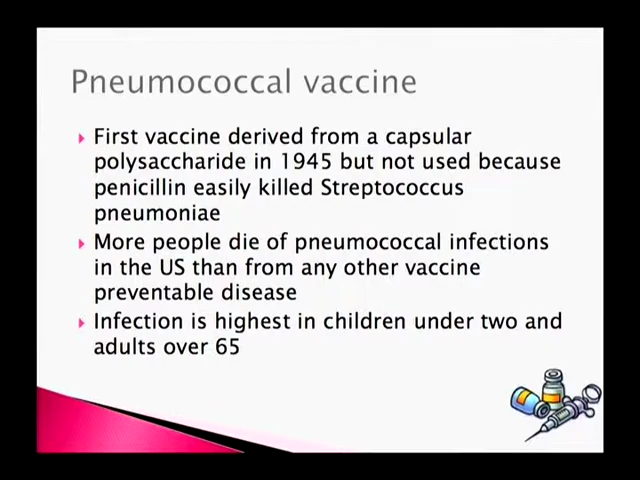 Pneumococcal vaccine
First vaccine derived from a capsular
polysaccharide in 1945 but not used because
penicillin easily killed Streptococcus
pneumoniae
More people die of pneumococcal infections
in the US than from any other vaccine
preventable disease
Infection is highest in children under two and
adults over 65